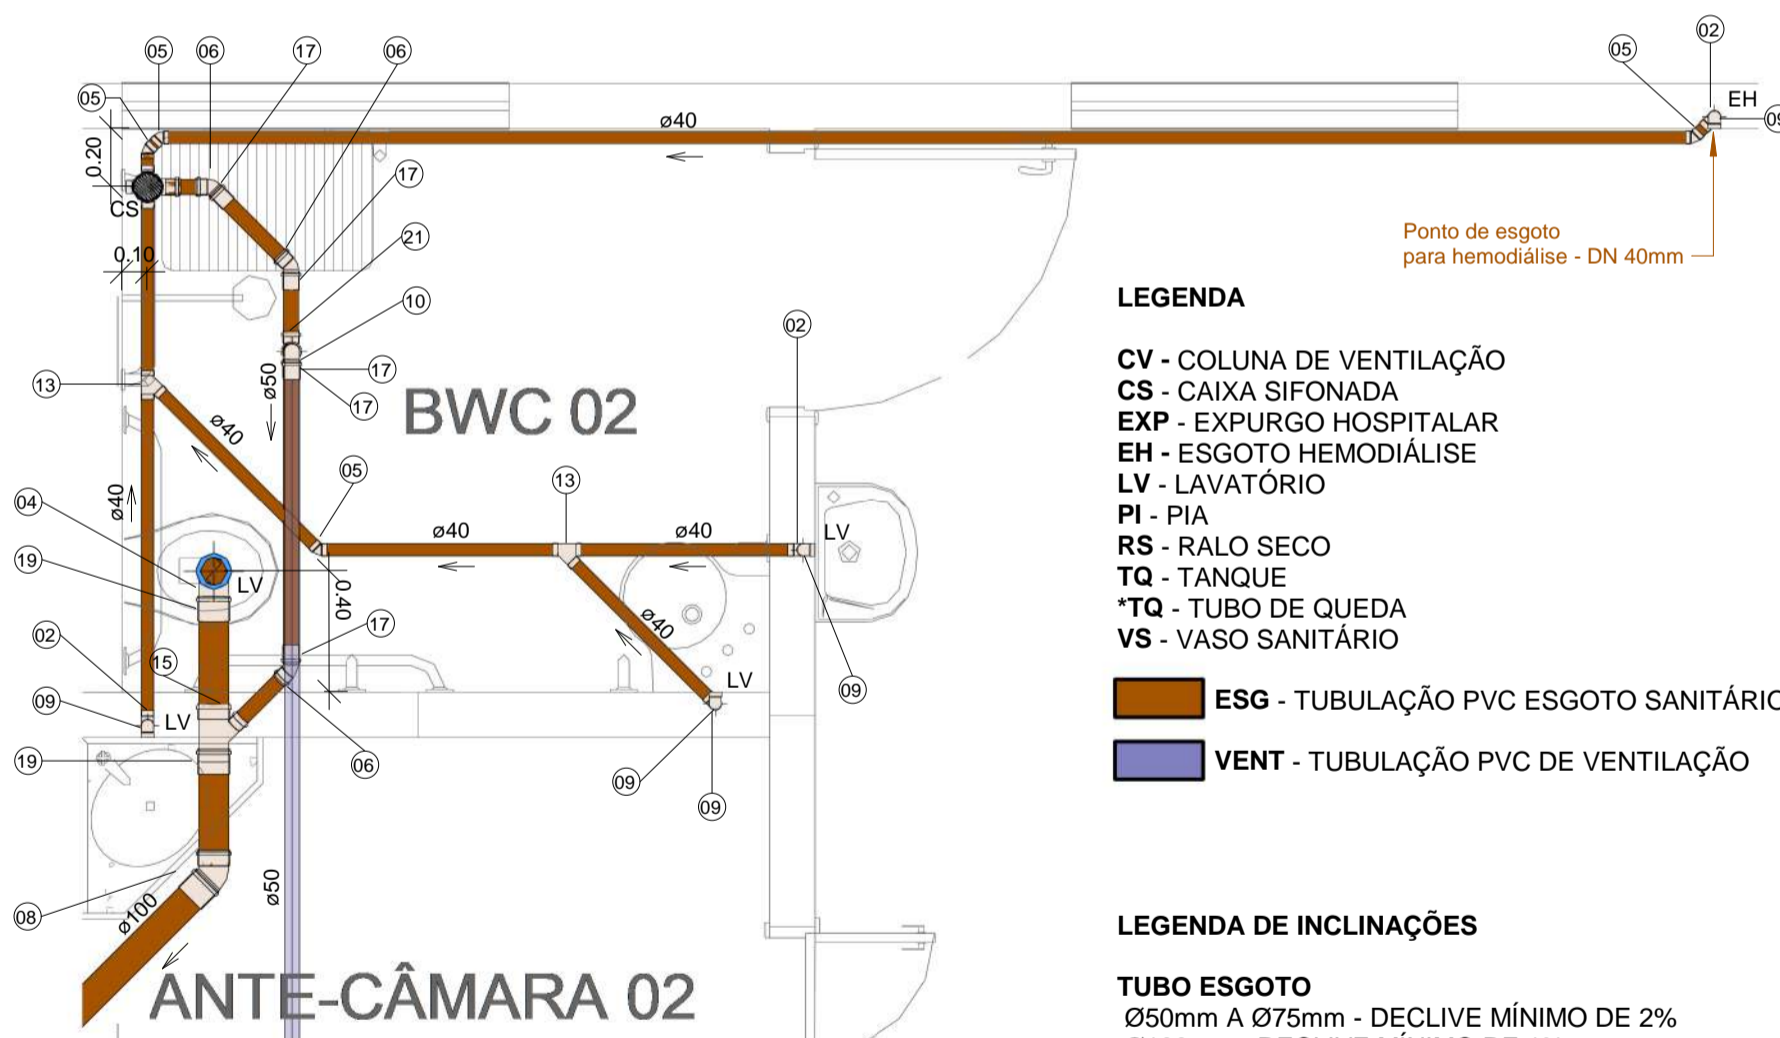 05
06
17
06
05
02
05
EH
09
ø40
0.20
CS
17
0.10
21
Ponto de esgoto
para hemodiálise - DN 40mm
LEGENDA
10
02
CV - COLUNA DE VENTILAÇÃO
CS - CAIXA SIFONADA
EXP - EXPURGO HOSPITALAR
EH - ESGOTO HEMODIÁLISE
LV - LAVATÓRIO
PI - PIA
RS - RALO SECO
TQ - TANQUE
*TQ - TUBO DE QUEDA
VS - VASO SANITÁRIO
13
ø50
17
17
BWC 02
ø40
05
13
04
ø40
ø40
ø40
LV
19
LV
0.40
ø40
17
02
15
LV
09
09
LV
ESG - TUBULAÇÃO PVC ESGOTO SANITÁRIO
19
06
09
09
VENT - TUBULAÇÃO PVC DE VENTILAÇÃO
ø50
08
ø100
LEGENDA DE INCLINAÇÕES
ANTE-CÂMARA 02
TUBO ESGOTO
Ø50mm A Ø75mm - DECLIVE MÍNIMO DE 2%